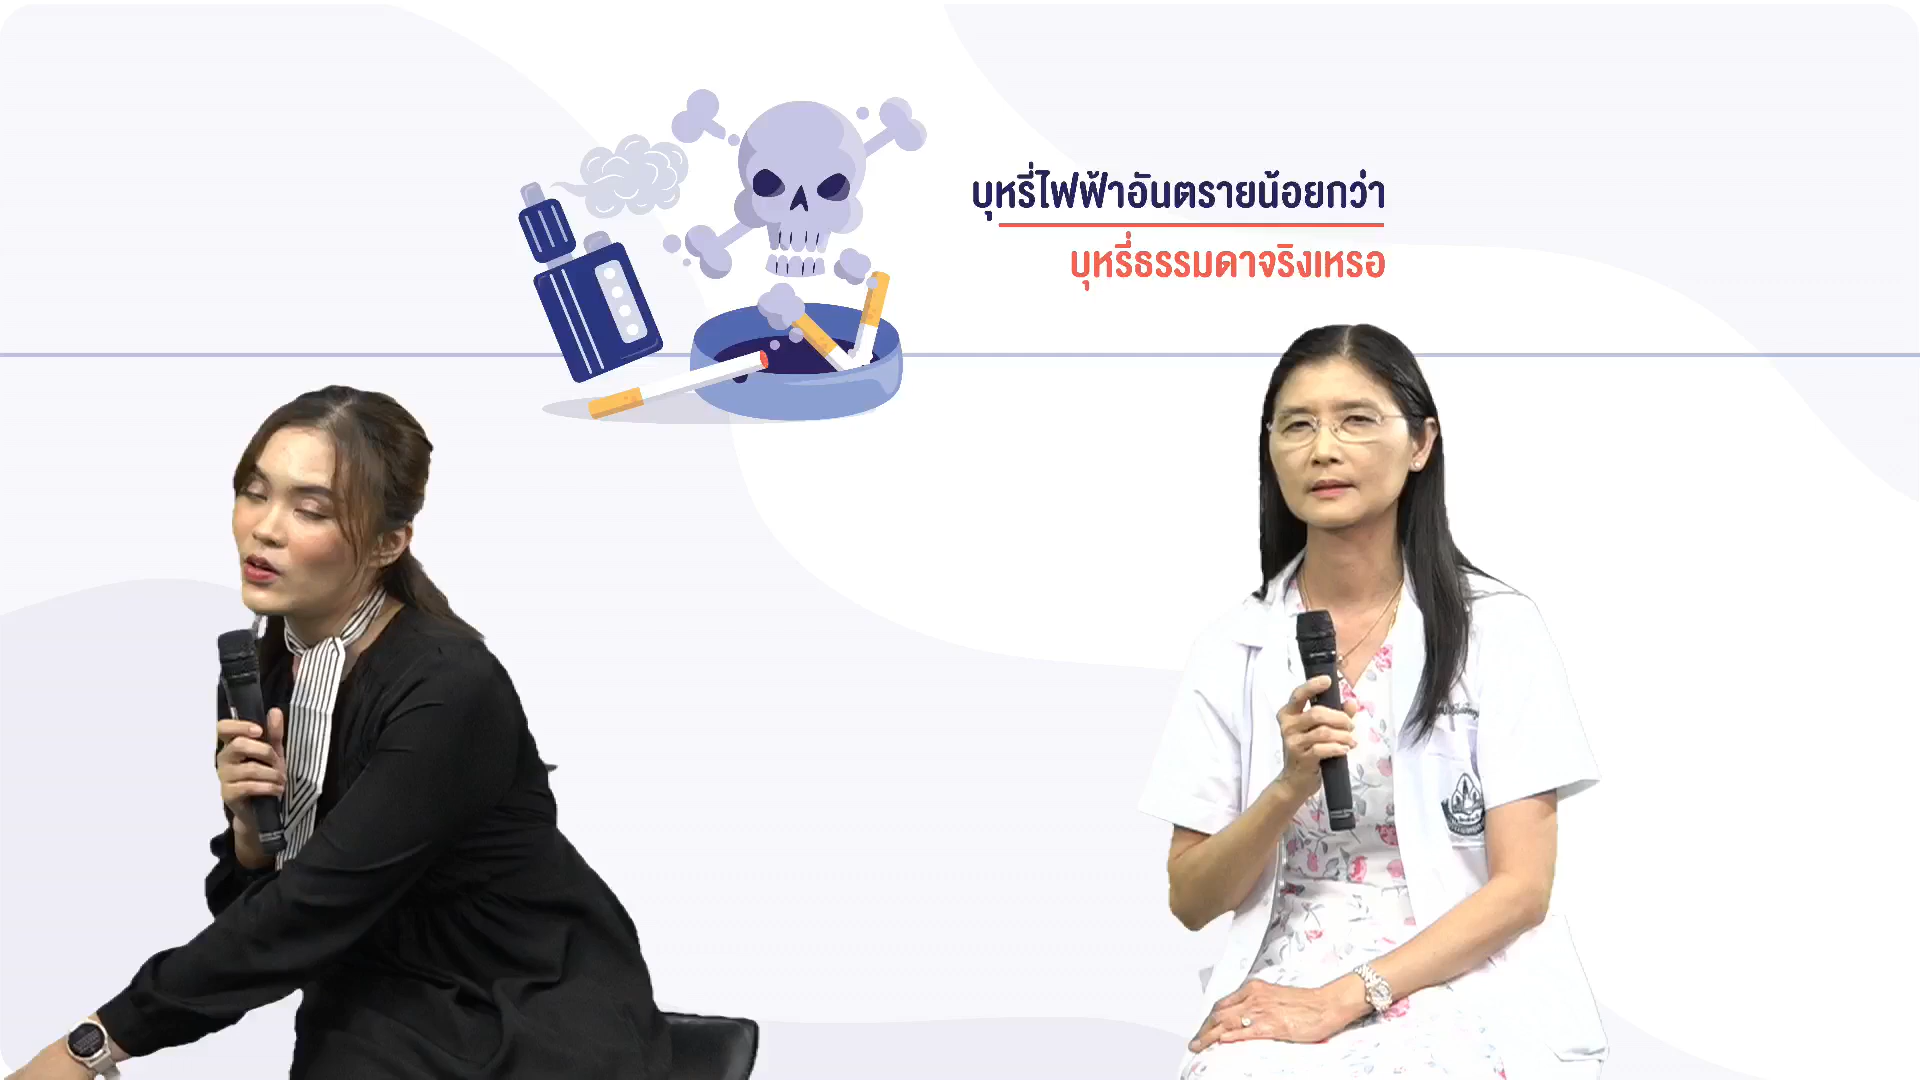 บุหรี่ไฟฟ้าอันตรายน้อยกว่า
บุหรี่ธรรมดาจริงเหรอ